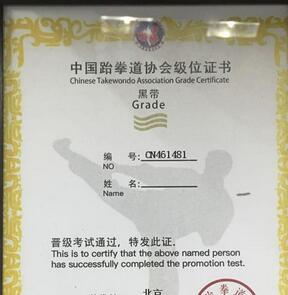 中国跆拳道协会级位证书
Chinese Taekwondo Association Grade Certificate
黑带
Grade
编 号: CN461481
NO
姓 名:
Name
晋级考试通过，特发此证。
This is to certify that the above named person
has successfully completed the promotion test.
北京